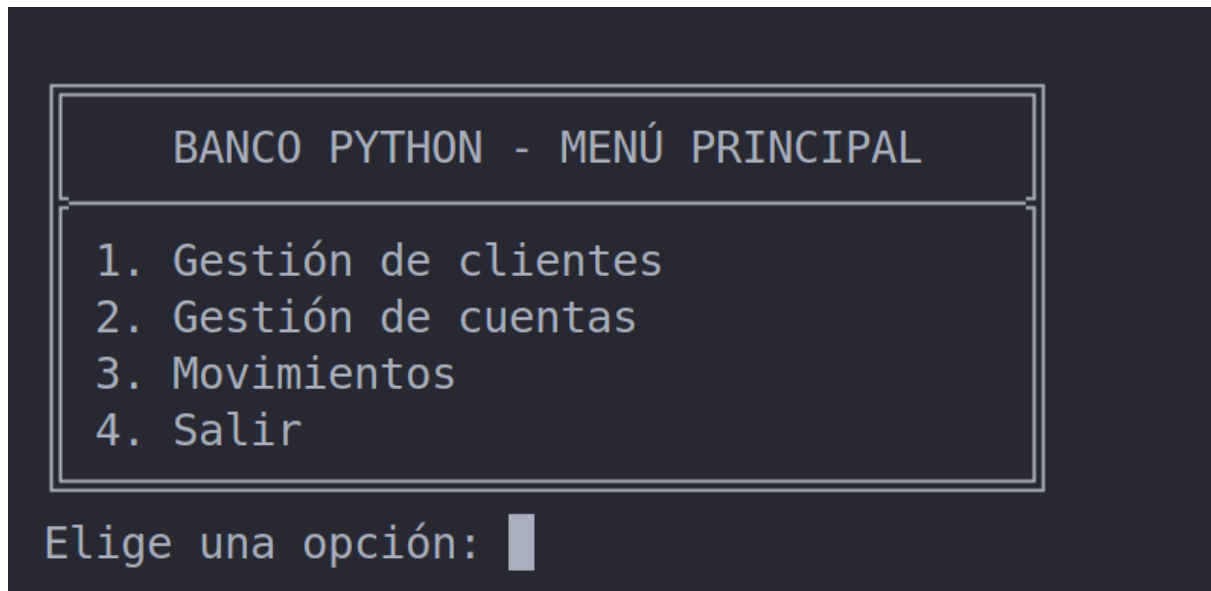 BANCO PYTHON - MENÚ PRINCIPAL
1. Gestión de clientes
2. Gestión de cuentas
3. Movimientos
4. Salir
Elige una opción: